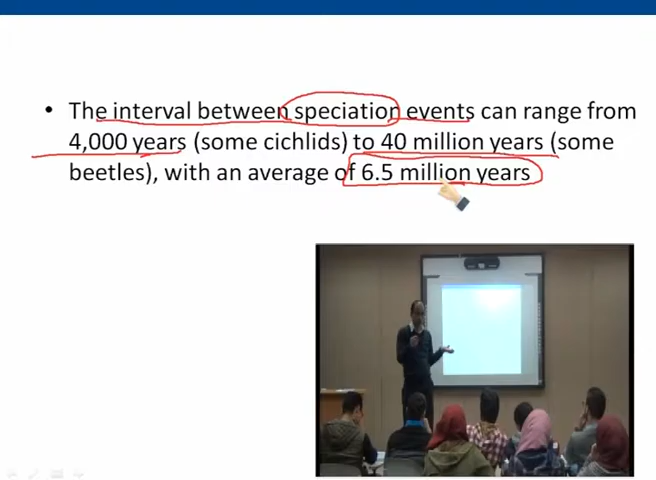 • The interval between speciation events can range from
4,000 years (some cichlids) to 40 million years (some
beetles), with an average of 6.5 million years